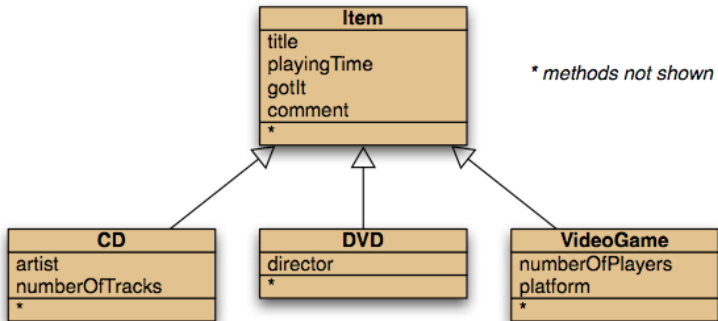 Item
title
playingTime
gotIt
comment
*
* methods not shown
CD
artist
numberOfTracks
*
DVD
director
*
VideoGame
numberOfPlayers
platform
*